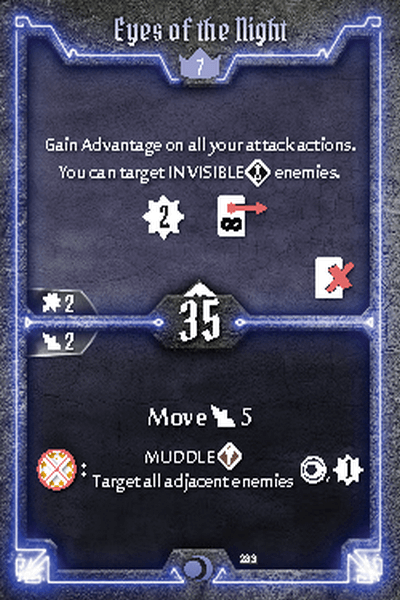 Eyes of the Night
7
Gain Advantage on all your attack actions.
You can target INVISIBLE enemies.
2
2
35
2
Move 5
MUDDLE
: Target all adjacent enemies , 1